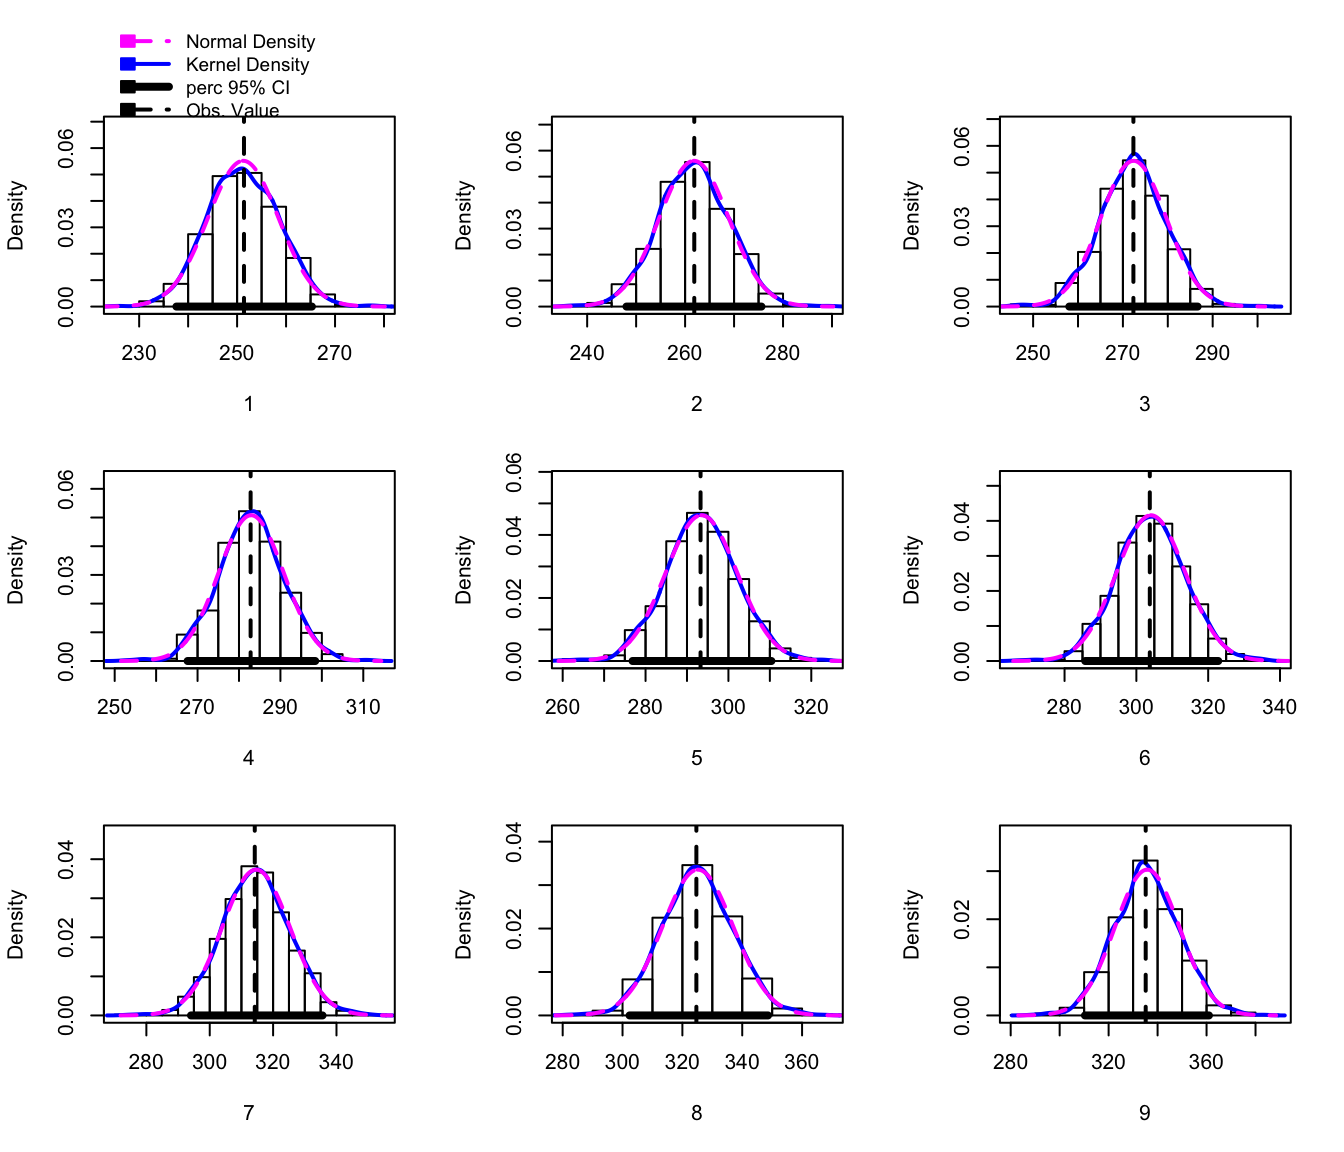 Normal Density
Kernel Density
perc 95% CI
Obs. Value
Density
0.00 0.03 0.06
230 250 270
1
Density
0.00 0.03 0.06
240 260 280
2
Density
0.00 0.03 0.06
250 270 290
3
Density
0.00 0.03 0.06
250 270 290 310
4
Density
0.00 0.02 0.04 0.06
260 280 300 320
5
Density
0.00 0.02 0.04
280 300 320 340
6
Density
0.00 0.02 0.04
280 300 320 340
7
Density
0.00 0.02 0.04
280 300 320 340 360
8
Density
0.00 0.02
280 320 360
9